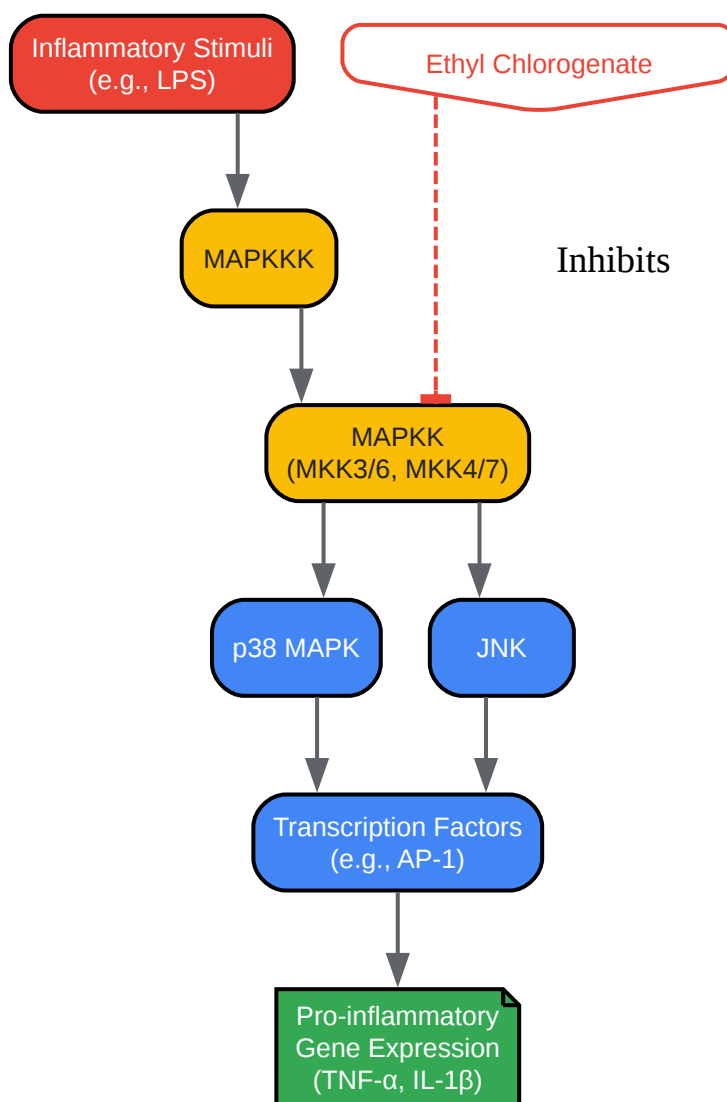 Inflammatory Stimuli
(e.g., LPS)
Ethyl Chlorogenate
MAPKKK
Inhibits
MAPKK
(MKK3/6, MKK4/7)
p38 MAPK
JNK
Transcription Factors
(e.g., AP-1)
Pro-inflammatory
Gene Expression
(TNF-α, IL-1β)